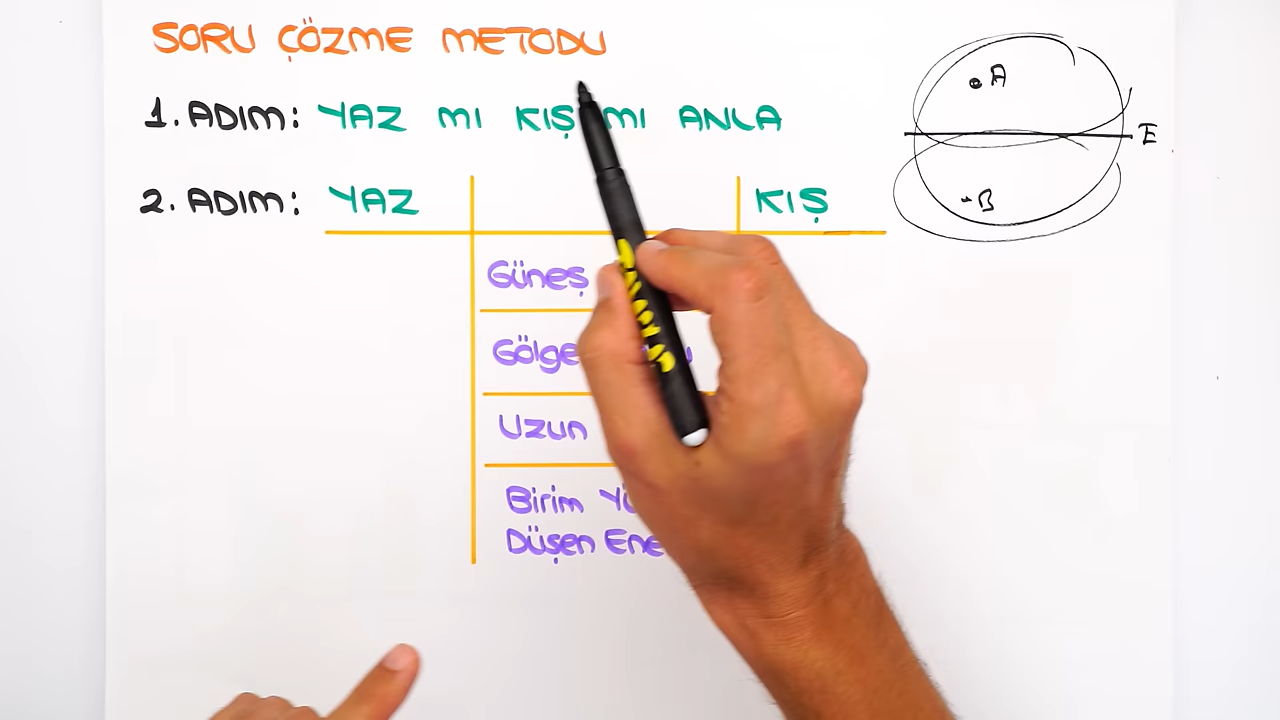 SORU ÇÖZME METODU
1. ADIM: YAZ MI KIŞ MI ANLA
2. ADIM: YAZ KIŞ
Güneş
Gölge
Uzun
Birim
Düşen
A
E
B